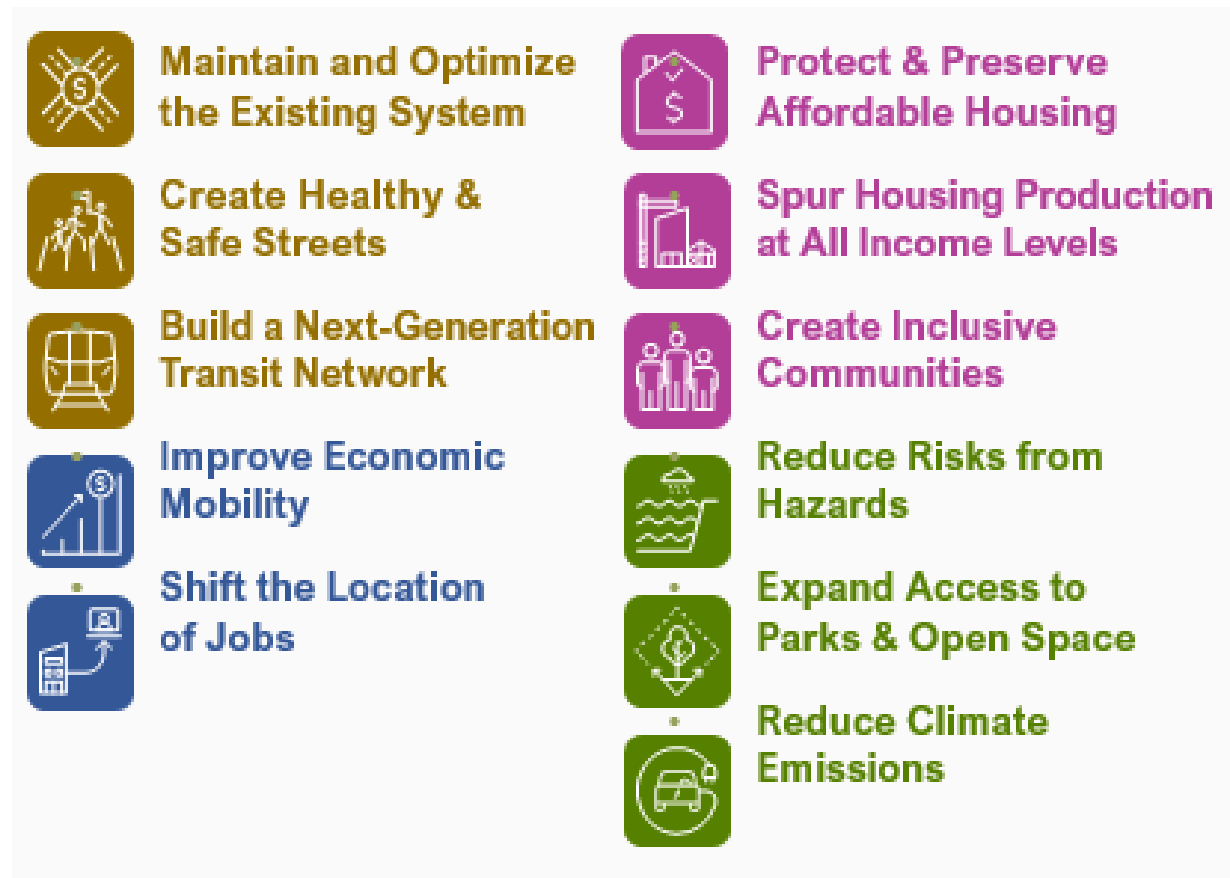 Maintain and Optimize
the Existing System
Create Healthy &
Safe Streets
Build a Next-Generation
Transit Network
Improve Economic
Mobility
Shift the Location
of Jobs
Protect & Preserve
Affordable Housing
Spur Housing Production
at All Income Levels
Create Inclusive
Communities
Reduce Risks from
Hazards
Expand Access to
Parks & Open Space
Reduce Climate
Emissions